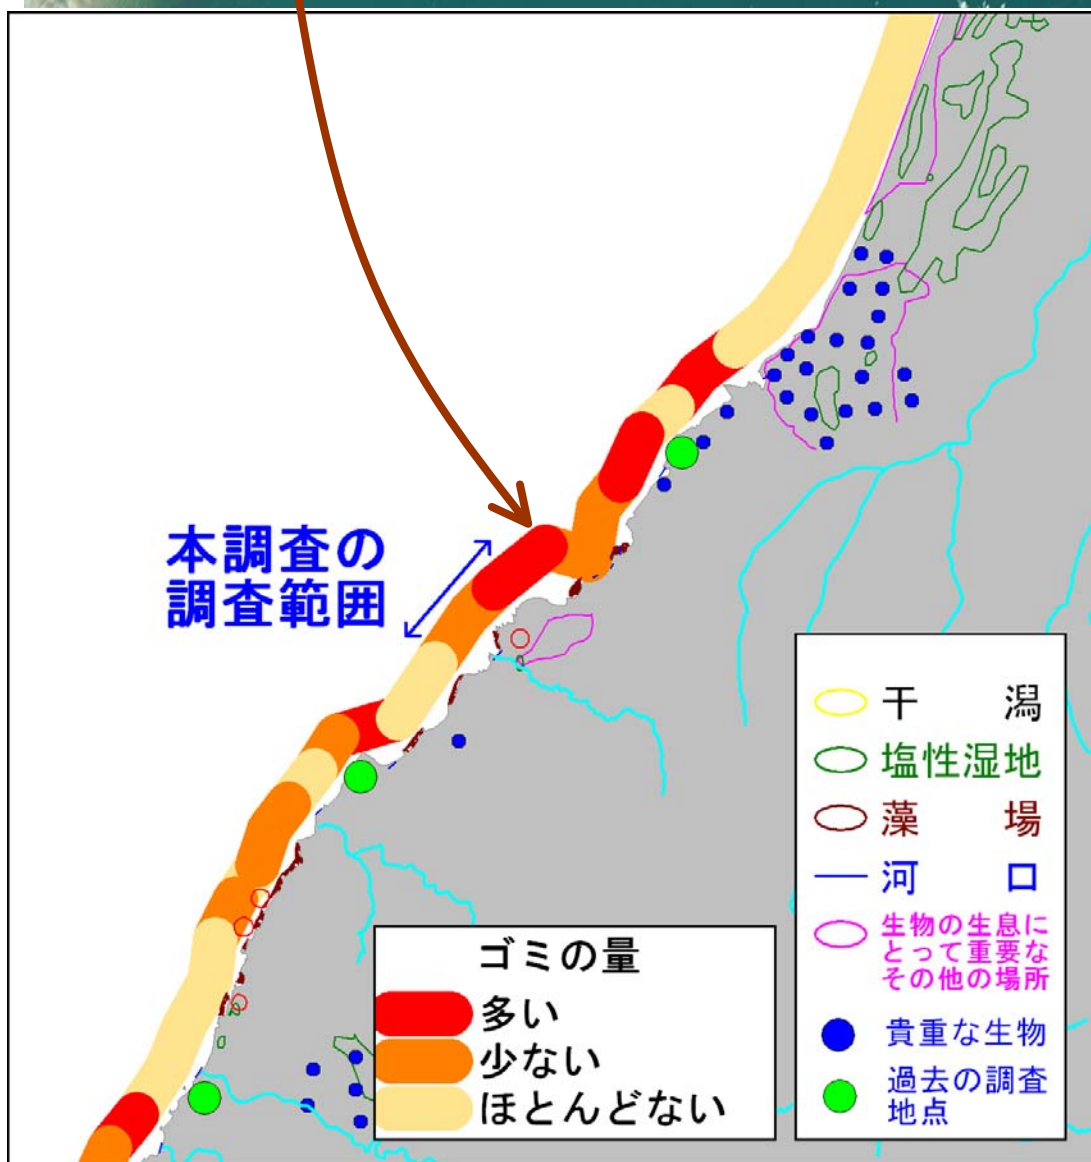 本調査の
調査範囲
干　　潟
塩性湿地
藻　　場
河　　口
生物の生息に
とって重要な
その他の場所
貴重な生物
過去の調査
地点
ゴミの量
多い
少ない
ほとんどない